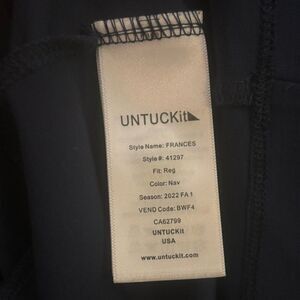 UNTUCKit
Style Name: FRANCES
Style #: 41297
Fit: Reg
Color: Nav
Season: 2022 FA 1
VEND Code: BWF4
CA62799
UNTUCKit
USA
www.untuckit.com